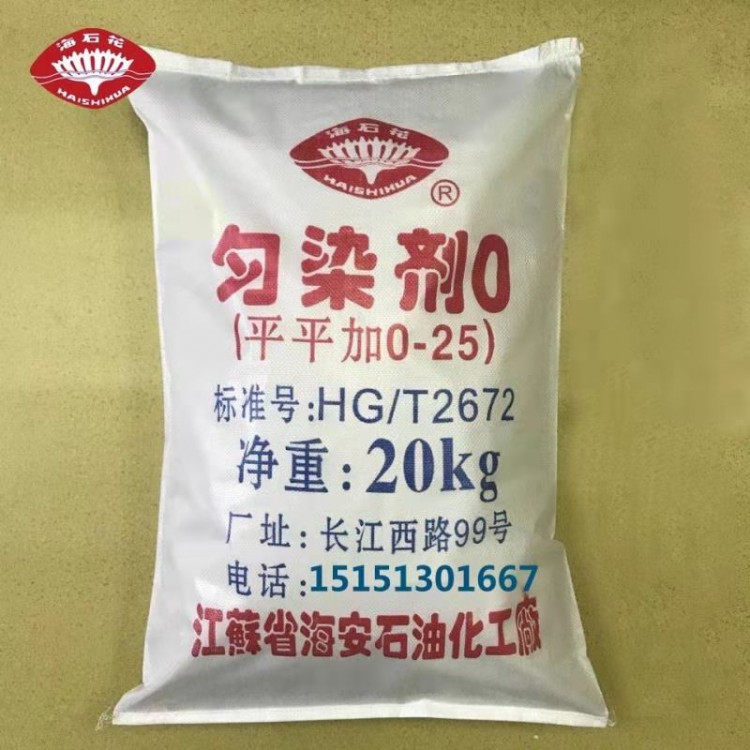 海石花
HAISHIHUA
海石花
HAISHIHUA
®
匀染剂O
(平平加O-25)
标准号:HG/T2672
净重:20kg
厂址:长江西路99号
电话:15151301667
江蘇省海安石油化工厰